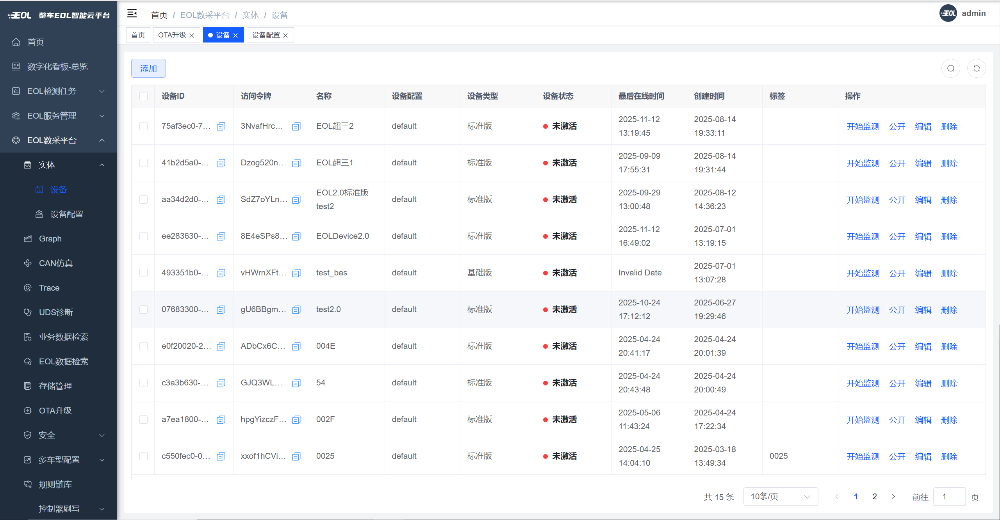 EOL 整车EOL智能云平台
首页 / EOL数采平台 / 实体 / 设备
EOL admin
首页
OTA升级
设备
设备配置
首页
数字化看板-总览
EOL检测任务
EOL服务管理
EOL数采平台
实体
设备
设备配置
Graph
CAN仿真
Trace
UDS诊断
业务数据检索
EOL数据检索
存储管理
OTA升级
安全
多车型配置
规则链库
控制器刷写
添加
设备ID 访问令牌 名称 设备配置 设备类型 设备状态 最后在线时间 创建时间 标签 操作
75af3ec0-7... 3NvafHrc... EOL超三2 default 标准版 未激活 2025-11-12 13:19:45 2025-08-14 19:33:11 开始监测 公开 编辑 删除
41b2d5a0-... Dzog520n... EOL超三1 default 标准版 未激活 2025-09-09 17:55:31 2025-08-14 19:31:44 开始监测 公开 编辑 删除
aa34d2d0-... SdZ7oYLn... EOL2.0标准版 test2 default 标准版 未激活 2025-09-29 13:00:48 2025-08-12 14:36:23 开始监测 公开 编辑 删除
ee283630-... 8E4eSPs8... EOLDevice2.0 default 标准版 未激活 2025-11-12 16:49:02 2025-07-01 13:19:15 开始监测 公开 编辑 删除
493351b0-... vHWrnXFt... test_bas default 基础版 未激活 Invalid Date 2025-07-01 13:07:28 开始监测 公开 编辑 删除
07683300-... gU6BBgm... test2.0 default 标准版 未激活 2025-10-24 17:12:12 2025-06-27 19:29:46 开始监测 公开 编辑 删除
e0f20020-2... ADbCx6C... 004E default 标准版 未激活 2025-04-24 20:41:17 2025-04-24 20:01:39 开始监测 公开 编辑 删除
c3a3b630-... GJQ3WL... 54 default 标准版 未激活 2025-04-24 20:43:48 2025-04-24 20:00:49 开始监测 公开 编辑 删除
a7ea1800-... hpgYizczF... 002F default 标准版 未激活 2025-05-06 11:43:24 2025-04-24 17:22:34 开始监测 公开 编辑 删除
c550fec0-0... xxof1hCVi... 0025 default 标准版 未激活 2025-04-25 14:04:10 2025-03-18 13:49:34 0025 开始监测 公开 编辑 删除
共 15 条 10条/页 1 2 前往 1 页